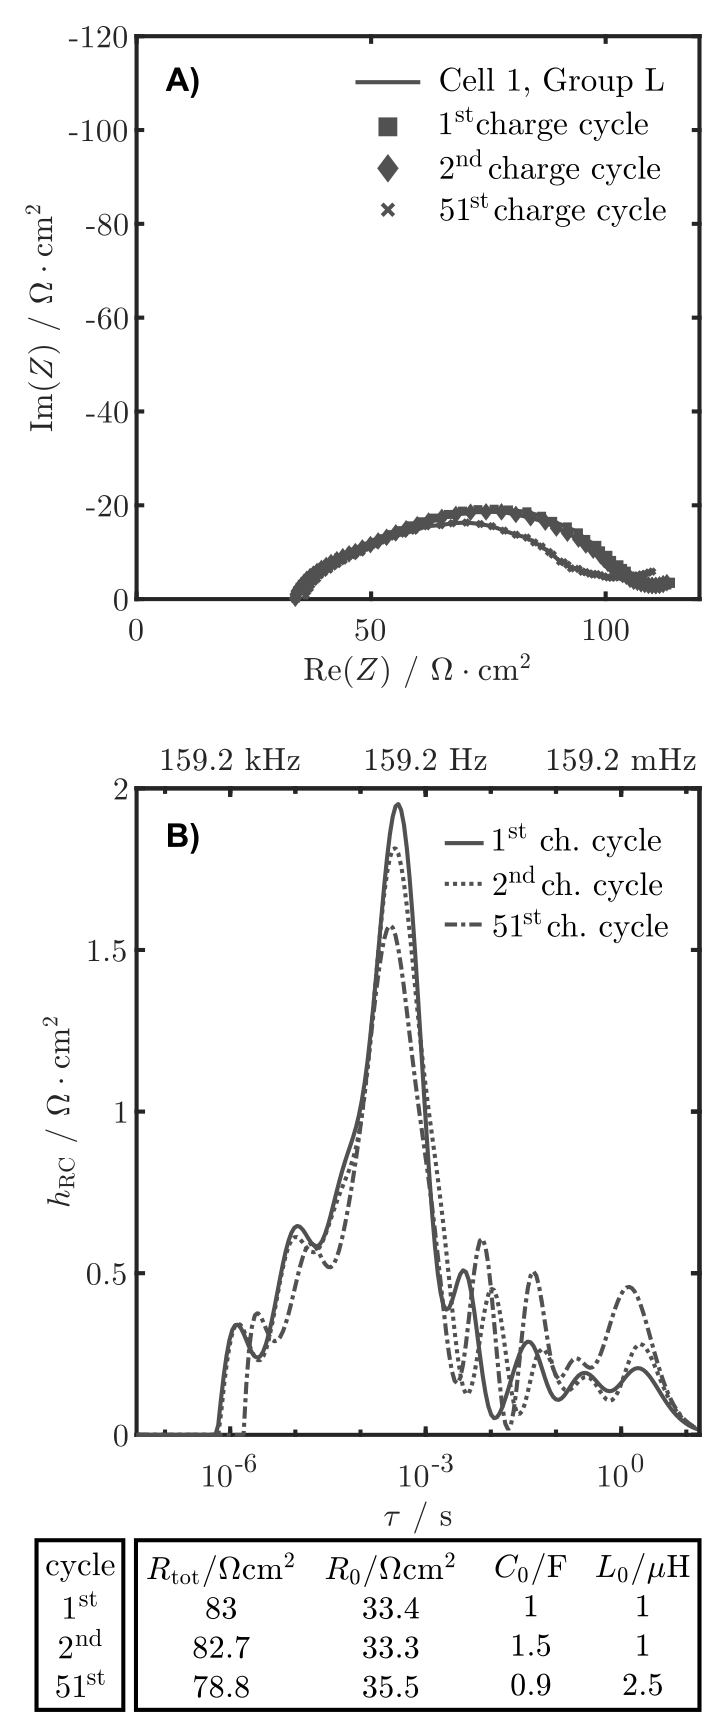 A)
Cell 1, Group L
1st charge cycle
2nd charge cycle
51st charge cycle
-120
-100
-80
-60
-40
-20
0
Im(Z) / Ω · cm²
0 50 100
Re(Z) / Ω · cm²
159.2 kHz 159.2 Hz 159.2 mHz
B)
1st ch. cycle
2nd ch. cycle
51st ch. cycle
2
1.5
1
0.5
0
hRC / Ω · cm²
10-6 10-3 100
τ / s
cycle Rtot/Ωcm² R0/Ωcm² C0/F L0/μH
1st 83 33.4 1 1
2nd 82.7 33.3 1.5 1
51st 78.8 35.5 0.9 2.5